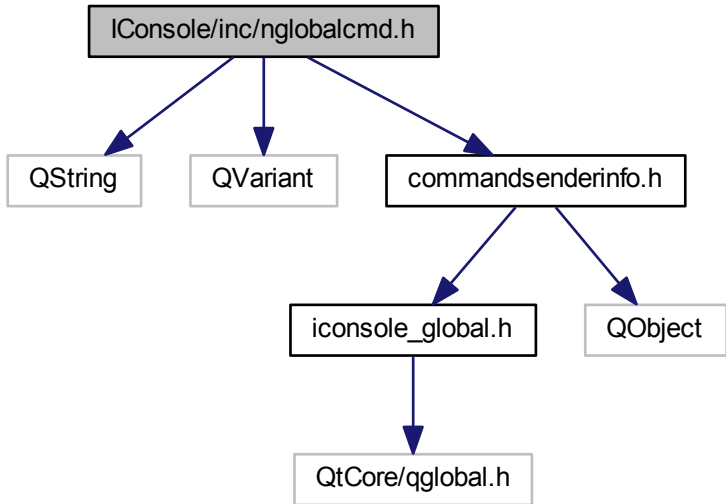 IConsole/inc/nglobalcmd.h
QString
QVariant
commandsenderinfo.h
iconsole_global.h
QObject
QtCore/qglobal.h